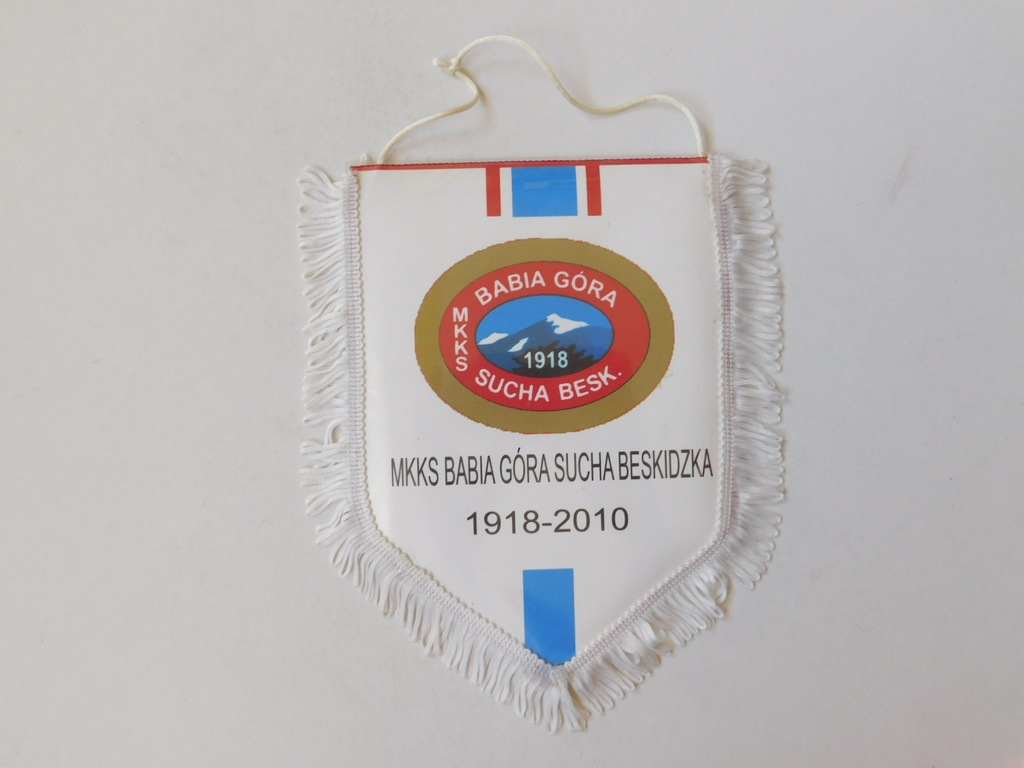 BABIA GÓRA
MKKS
1918
SUCHA BESK.
MKKS BABIA GÓRA SUCHA BESKIDZKA
1918-2010